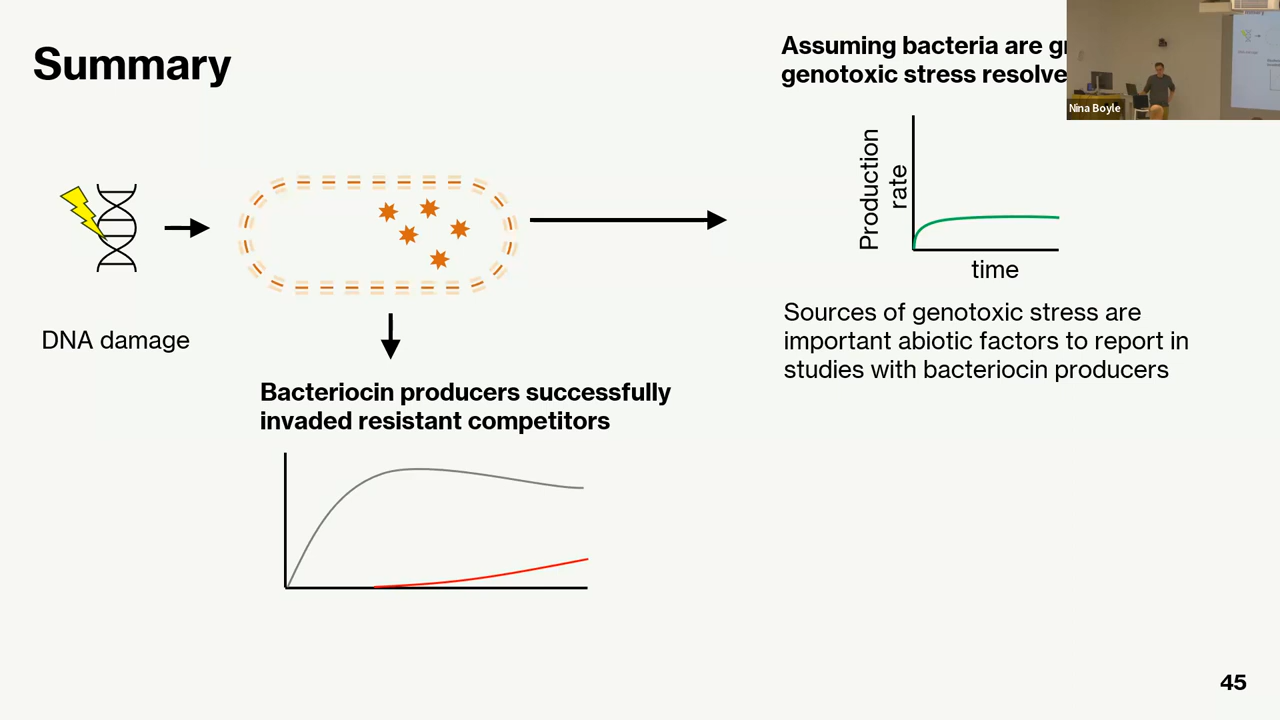 Summary
Assuming bacteria are
genotoxic stress resolve
Nina Boyle
Production
rate
time
DNA damage
Sources of genotoxic stress are
important abiotic factors to report in
studies with bacteriocin producers
Bacteriocin producers successfully
invaded resistant competitors
45